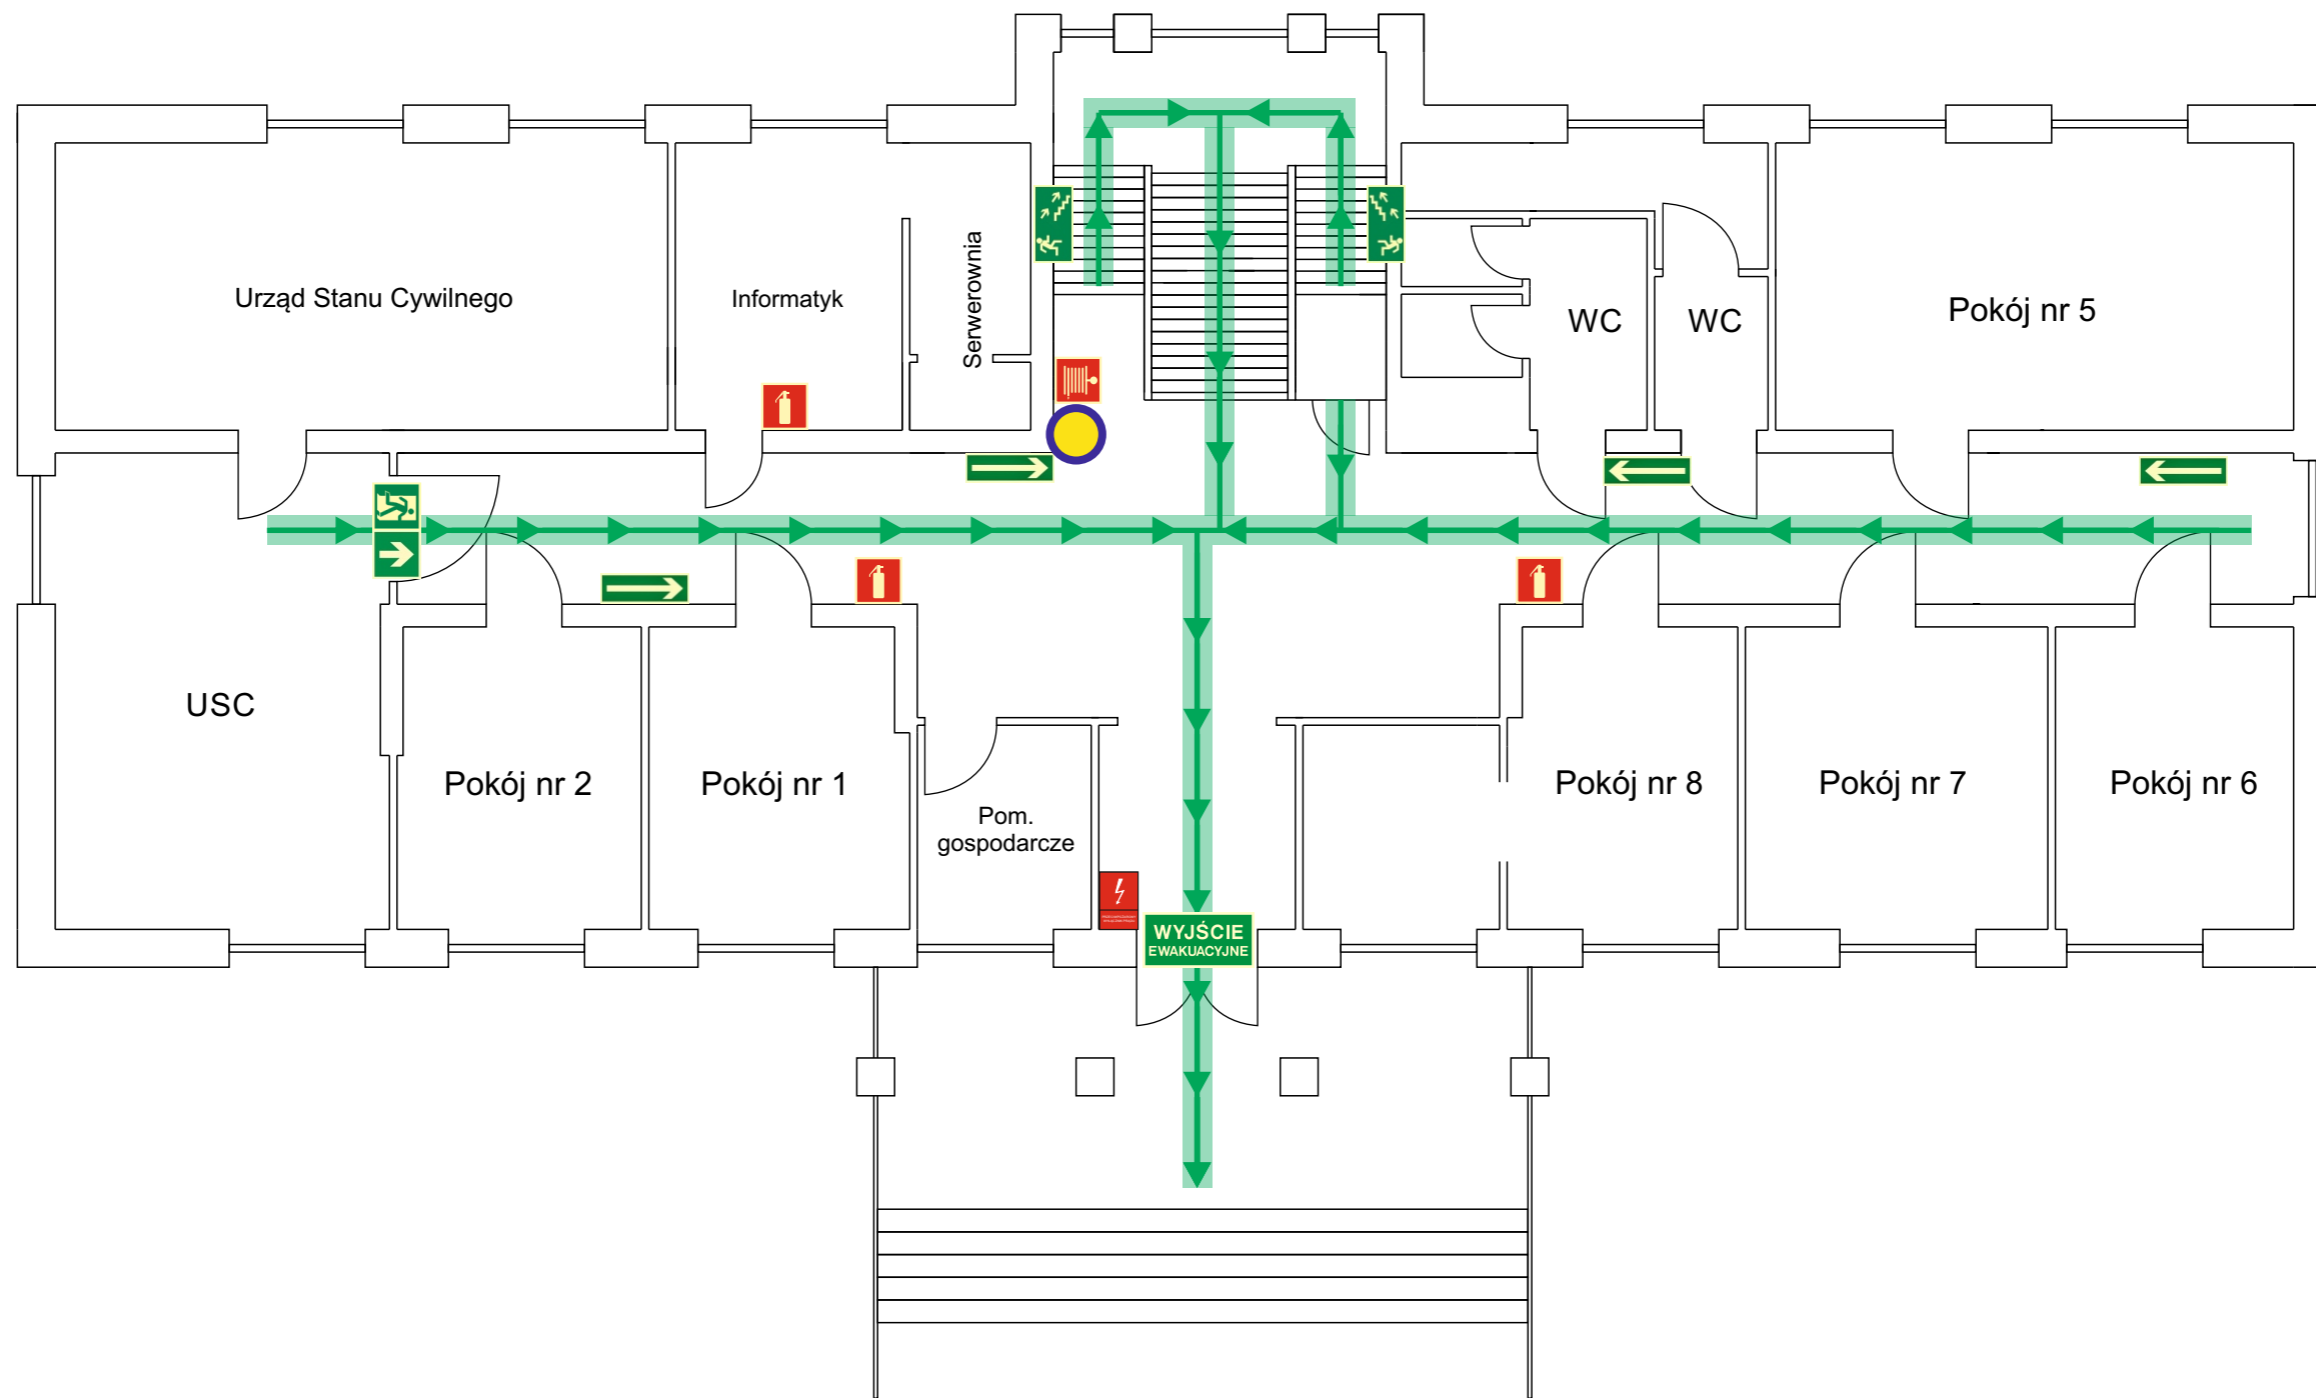 Urząd Stanu Cywilnego
Informatyk
Serwerownia
WC
WC
Pokój nr 5
USC
Pokój nr 2
Pokój nr 1
Pom.
gospodarcze
Pokój nr 8
Pokój nr 7
Pokój nr 6
WYJŚCIE
EWAKUACYJNE